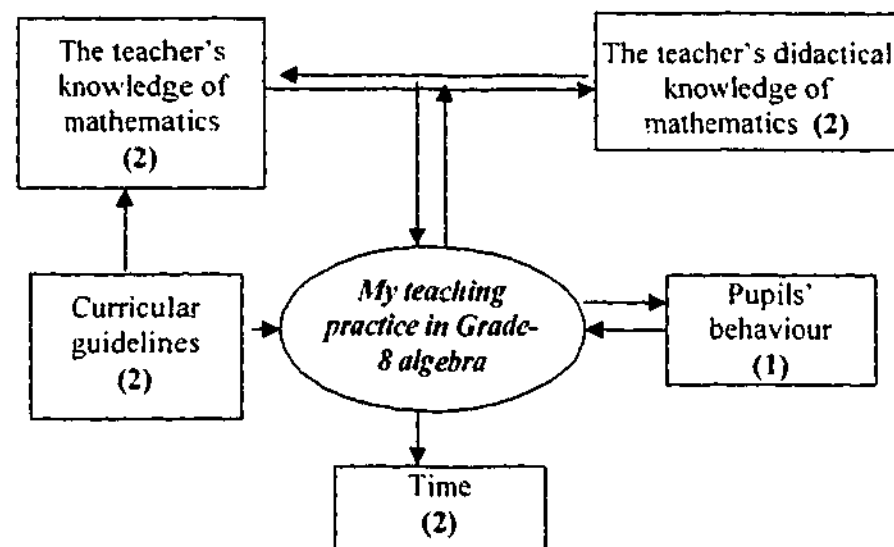 The teacher's
knowledge of
mathematics
(2)
The teacher's didactical
knowledge of
mathematics (2)
Curricular
guidelines
(2)
My teaching
practice in Grade-
8 algebra
Pupils'
behaviour
(1)
Time
(2)